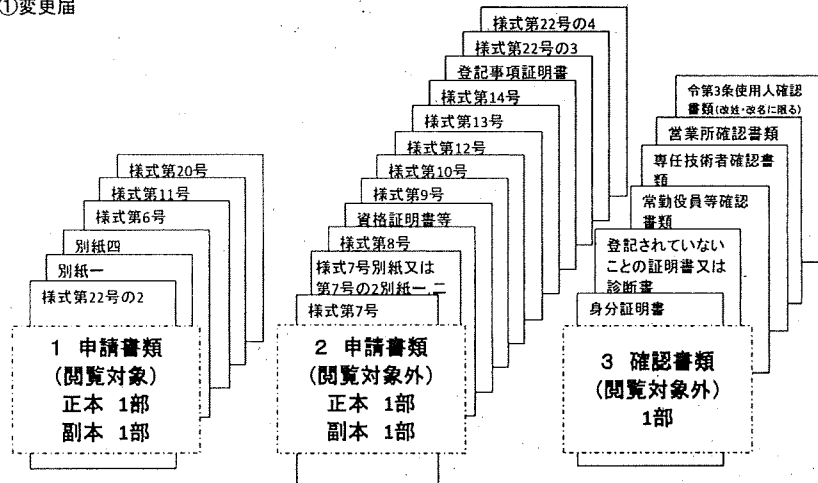 ①変更届
様式第20号
様式第11号
様式第6号
別紙四
別紙一
様式第22号の2
1 申請書類
(閲覧対象)
正本 1部
副本 1部
様式第22号の4
様式第22号の3
登記事項証明書
様式第14号
様式第13号
様式第12号
様式第10号
様式第9号
資格証明書等
様式第8号
様式7号別紙又は
第7号の2別紙一,二
様式第7号
2 申請書類
(閲覧対象外)
正本 1部
副本 1部
令第3条使用人確認
書類(改姓・改名に限る)
営業所確認書類
専任技術者確認書
類
常勤役員等確認
書類
登記されていない
ことの証明書又は
診断書
身分証明書
3 確認書類
(閲覧対象外)
1部